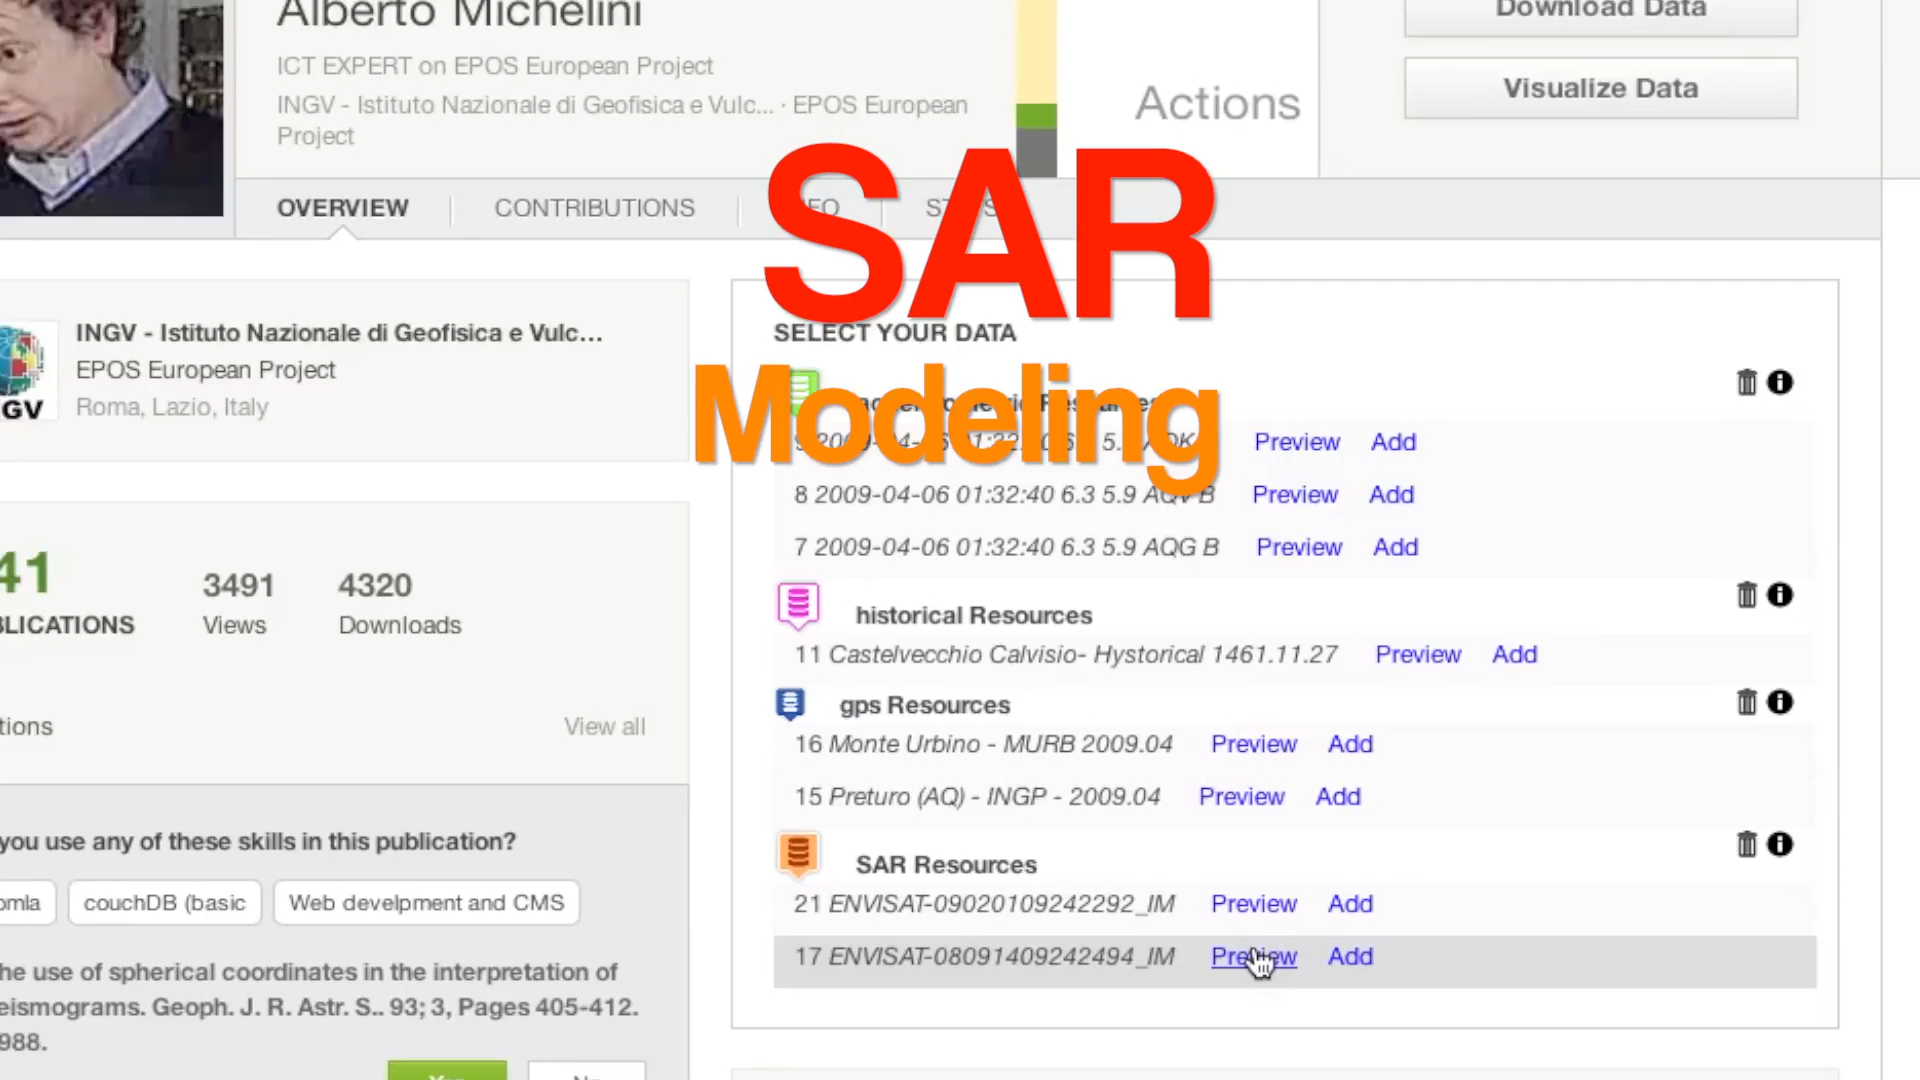 Alberto Michelini
ICT EXPERT on EPOS European Project
INGV - Istituto Nazionale di Geofisica e Vulc... · EPOS European
Project
Actions
Download Data
Visualize Data
OVERVIEW
CONTRIBUTIONS
SAR
Modeling
INGV - Istituto Nazionale di Geofisica e Vulc...
EPOS European Project
Roma, Lazio, Italy
GV
41
3491
4320
Views
Downloads
View all
you use any of these skills in this publication?
couchDB (basic
Web develpment and CMS
he use of spherical coordinates in the interpretation of
eismograms. Geoph. J. R. Astr. S.. 93; 3, Pages 405-412.
988.
SELECT YOUR DATA
Preview Add
8 2009-04-06 01:32:40 6.3 5.9 AQV B Preview Add
7 2009-04-06 01:32:40 6.3 5.9 AQG B Preview Add
historical Resources
11 Castelvecchio Calvisio- Hystorical 1461.11.27 Preview Add
gps Resources
16 Monte Urbino - MURB 2009.04 Preview Add
15 Preturo (AQ) - INGP - 2009.04 Preview Add
SAR Resources
21 ENVISAT-09020109242292_IM Preview Add
17 ENVISAT-08091409242494_IM Preview Add